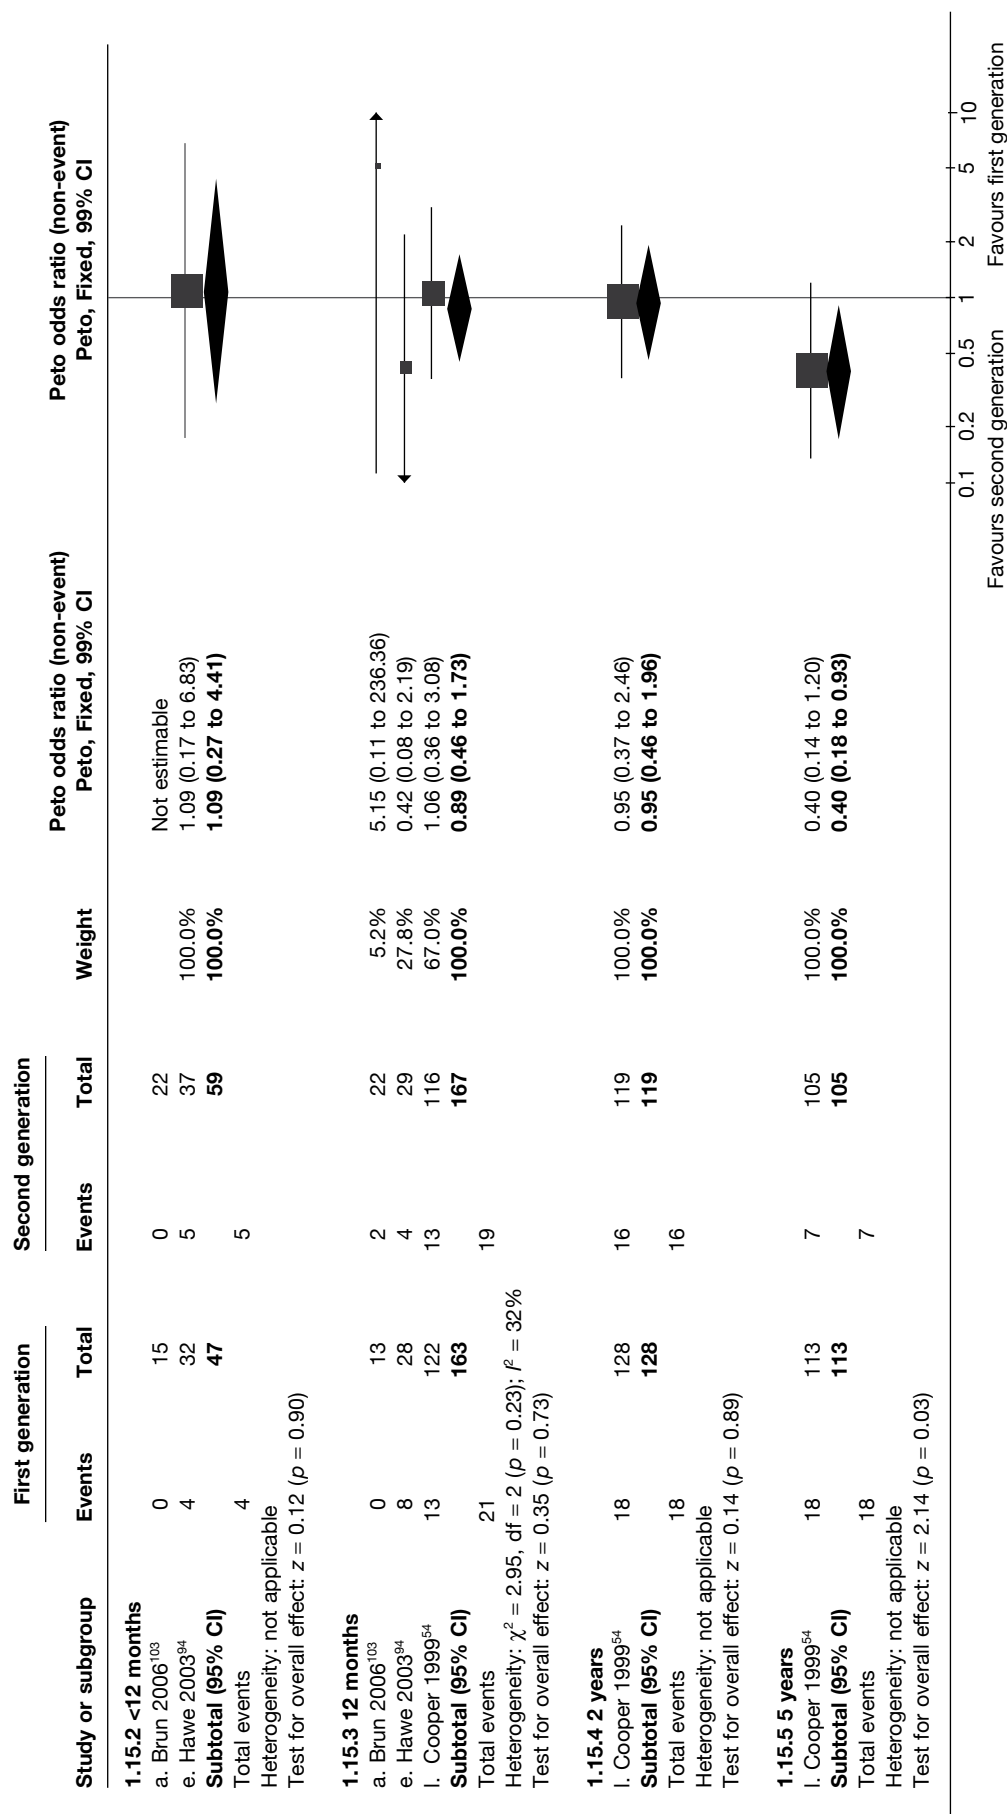 First generation Second generation Peto odds ratio (non-event) Peto odds ratio (non-event)
Study or subgroup Events Total Events Total Weight Peto, Fixed, 99% CI Peto, Fixed, 99% CI
1.15.2 <12 months
a. Brun 2006103 0 15 0 22 Not estimable
e. Hawe 200394 4 32 5 37 100.0% 1.09 (0.17 to 6.83)
Subtotal (95% CI) 47 59 100.0% 1.09 (0.27 to 4.41)
Total events 4 5
Heterogeneity: not applicable
Test for overall effect: z = 0.12 (p = 0.90)
1.15.3 12 months
a. Brun 2006103 0 13 2 22 5.2% 5.15 (0.11 to 236.36)
e. Hawe 200394 8 28 4 29 27.8% 0.42 (0.08 to 2.19)
l. Cooper 199954 13 122 13 116 67.0% 1.06 (0.36 to 3.08)
Subtotal (95% CI) 163 167 100.0% 0.89 (0.46 to 1.73)
Total events 21 19
Heterogeneity: χ2 = 2.95, df = 2 (p = 0.23); I2 = 32%
Test for overall effect: z = 0.35 (p = 0.73)
1.15.4 2 years
l. Cooper 199954 18 128 16 119 100.0% 0.95 (0.37 to 2.46)
Subtotal (95% CI) 128 119 100.0% 0.95 (0.46 to 1.96)
Total events 18 16
Heterogeneity: not applicable
Test for overall effect: z = 0.14 (p = 0.89)
1.15.5 5 years
l. Cooper 199954 18 113 7 105 100.0% 0.40 (0.14 to 1.20)
Subtotal (95% CI) 113 105 100.0% 0.40 (0.18 to 0.93)
Total events 18 7
Heterogeneity: not applicable
Test for overall effect: z = 2.14 (p = 0.03)
0.1 0.2 0.5 1 2 5 10
Favours second generation Favours first generation